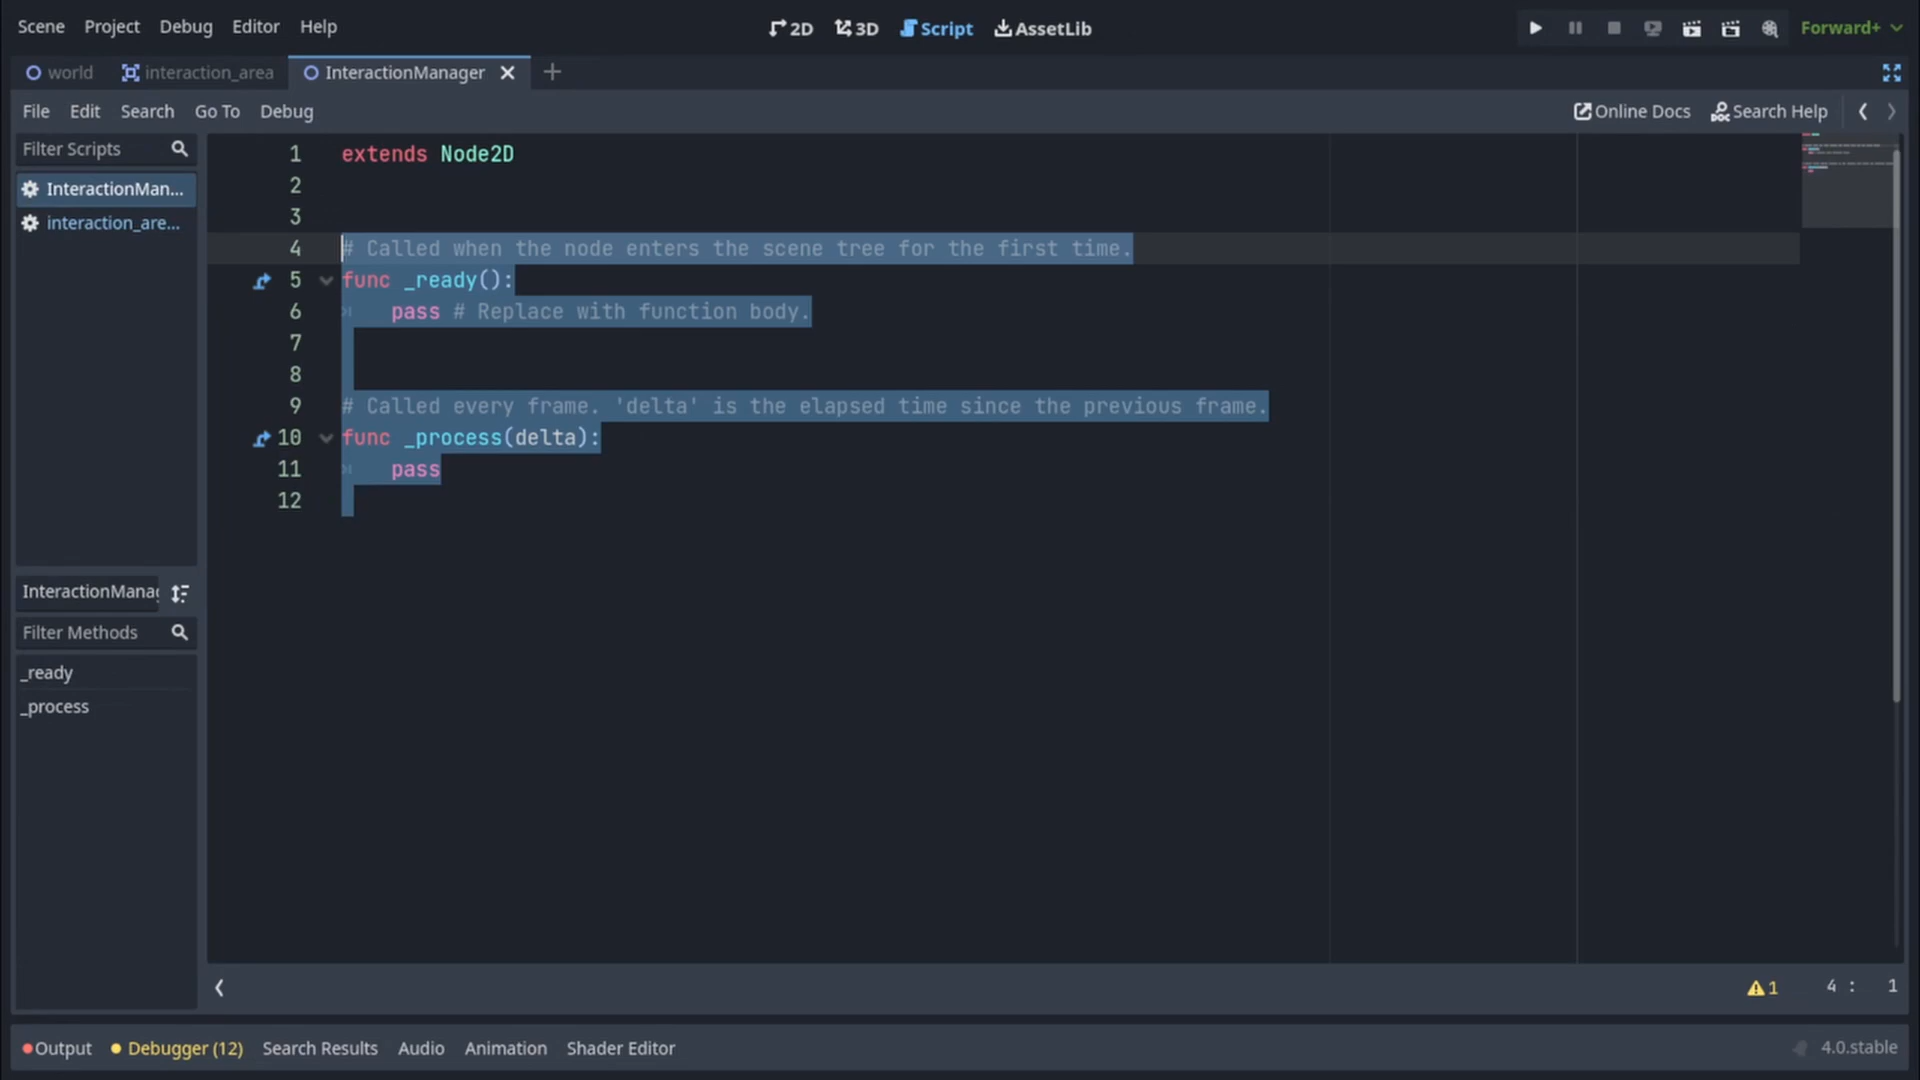 Scene Project Debug Editor Help 2D 3D Script AssetLib Forward+
world interaction_area InteractionManager
File Edit Search Go To Debug Online Docs Search Help
Filter Scripts
InteractionMan...
interaction_are...
1 extends Node2D
2
3
4 # Called when the node enters the scene tree for the first time.
5 func _ready():
6 pass # Replace with function body.
7
8
9 # Called every frame. 'delta' is the elapsed time since the previous frame.
10 func _process(delta):
11 pass
12
InteractionManag
Filter Methods
_ready
_process
1 4 : 1
Output Debugger (12) Search Results Audio Animation Shader Editor 4.0.stable